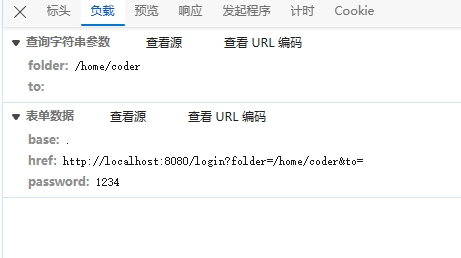 标头 负载 预览 响应 发起程序 计时 Cookie
查询字符串参数 查看源 查看 URL 编码
folder: /home/coder
to:
表单数据 查看源 查看 URL 编码
base: .
href: http://localhost:8080/login?folder=/home/coder&to=
password: 1234